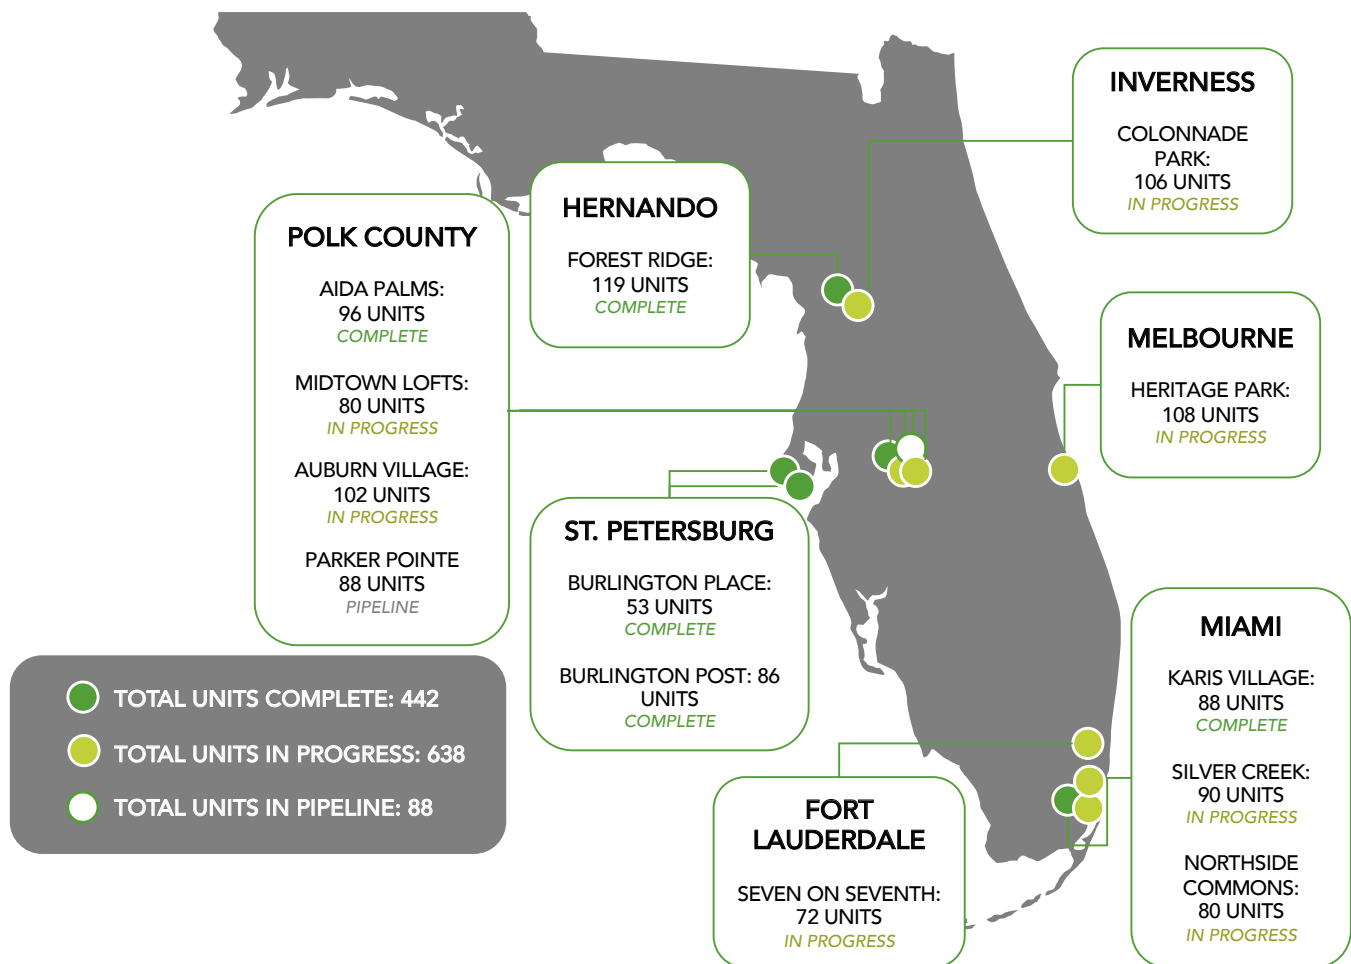 INVERNESS
COLONNADE
PARK:
106 UNITS
IN PROGRESS
HERNANDO
FOREST RIDGE:
119 UNITS
COMPLETE
POLK COUNTY
AIDA PALMS:
96 UNITS
COMPLETE
MIDTOWN LOFTS:
80 UNITS
IN PROGRESS
AUBURN VILLAGE:
102 UNITS
IN PROGRESS
PARKER POINTE
88 UNITS
PIPELINE
MELBOURNE
HERITAGE PARK:
108 UNITS
IN PROGRESS
ST. PETERSBURG
BURLINGTON PLACE:
53 UNITS
COMPLETE
BURLINGTON POST: 86
UNITS
COMPLETE
MIAMI
KARIS VILLAGE:
88 UNITS
COMPLETE
SILVER CREEK:
90 UNITS
IN PROGRESS
NORTHSIDE
COMMONS:
80 UNITS
IN PROGRESS
FORT
LAUDERDALE
SEVEN ON SEVENTH:
72 UNITS
IN PROGRESS
TOTAL UNITS COMPLETE: 442
TOTAL UNITS IN PROGRESS: 638
TOTAL UNITS IN PIPELINE: 88